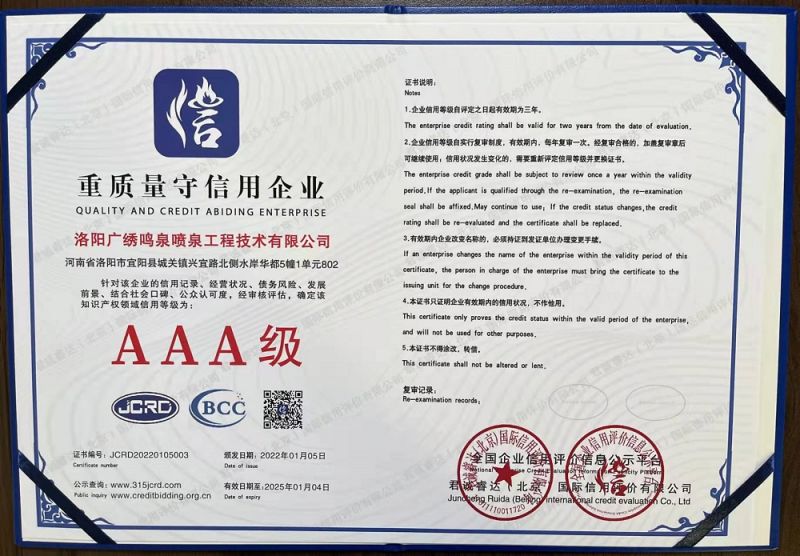 信
重质量守信用企业
QUALITY AND CREDIT ABIDING ENTERPRISE
洛阳广绣鸣泉喷泉工程技术有限公司
河南省洛阳市宜阳县城关镇兴宜路北侧水岸华都5幢1单元802
针对该企业的信用记录、经营状况、债务风险、发展
前景、结合社会口碑、公众认可度，经审核评估，确定该
知识产权领域信用等级为：
AAA级
JCRD
BCC
证书编号：JCRD20220105003
Certificate number
颁发日期：2022年01月05日
Date of issue
公示查询：www.315jcrd.com
Public inquiry www.creditbidding.org.cn
有效日期至：2025年01月04日
Date of expiry
证书说明：
Notes
1.企业信用等级自评定之日起有效期为三年。
The enterprise credit rating shall be valid for two years from the date of evaluation.
2.企业信用等级自实行复审制度，有效期内，每年复审一次。经复审合格的，加盖复审章后
可继续使用；信用状况发生变化的，需要重新评定信用等级并更换证书。
The enterprise credit grade shall be subject to review once a year within the validity
period.If the applicant is qualified through the re-examination, the re-examination
seal shall be affixed.May continue to use; If the credit status changes,the credit
rating shall be re-evaluated and the certificate shall be replaced.
3.有效期内企业改变名称的，必须持证到发证单位办理变更手续。
If an enterprise changes the name of the enterprise within the validity period of this
certificate, the person in charge of the enterprise must bring the certificate to the
issuing unit for the change procedure.
4.本证书只证明企业有效期内的信用状况，不作他用。
This certificate only proves the credit status within the valid period of the enterprise,
and will not be used for other purposes.
5.本证书不得涂改，转借。
This certificate shall not be altered or lent.
复审记录：
Re-examination records:
全国企业信用评价信息公示平台
君诚睿达（北京）国际信用评价有限公司
Juncheng Ruida (Beijing) international credit evaluation Co., Ltd